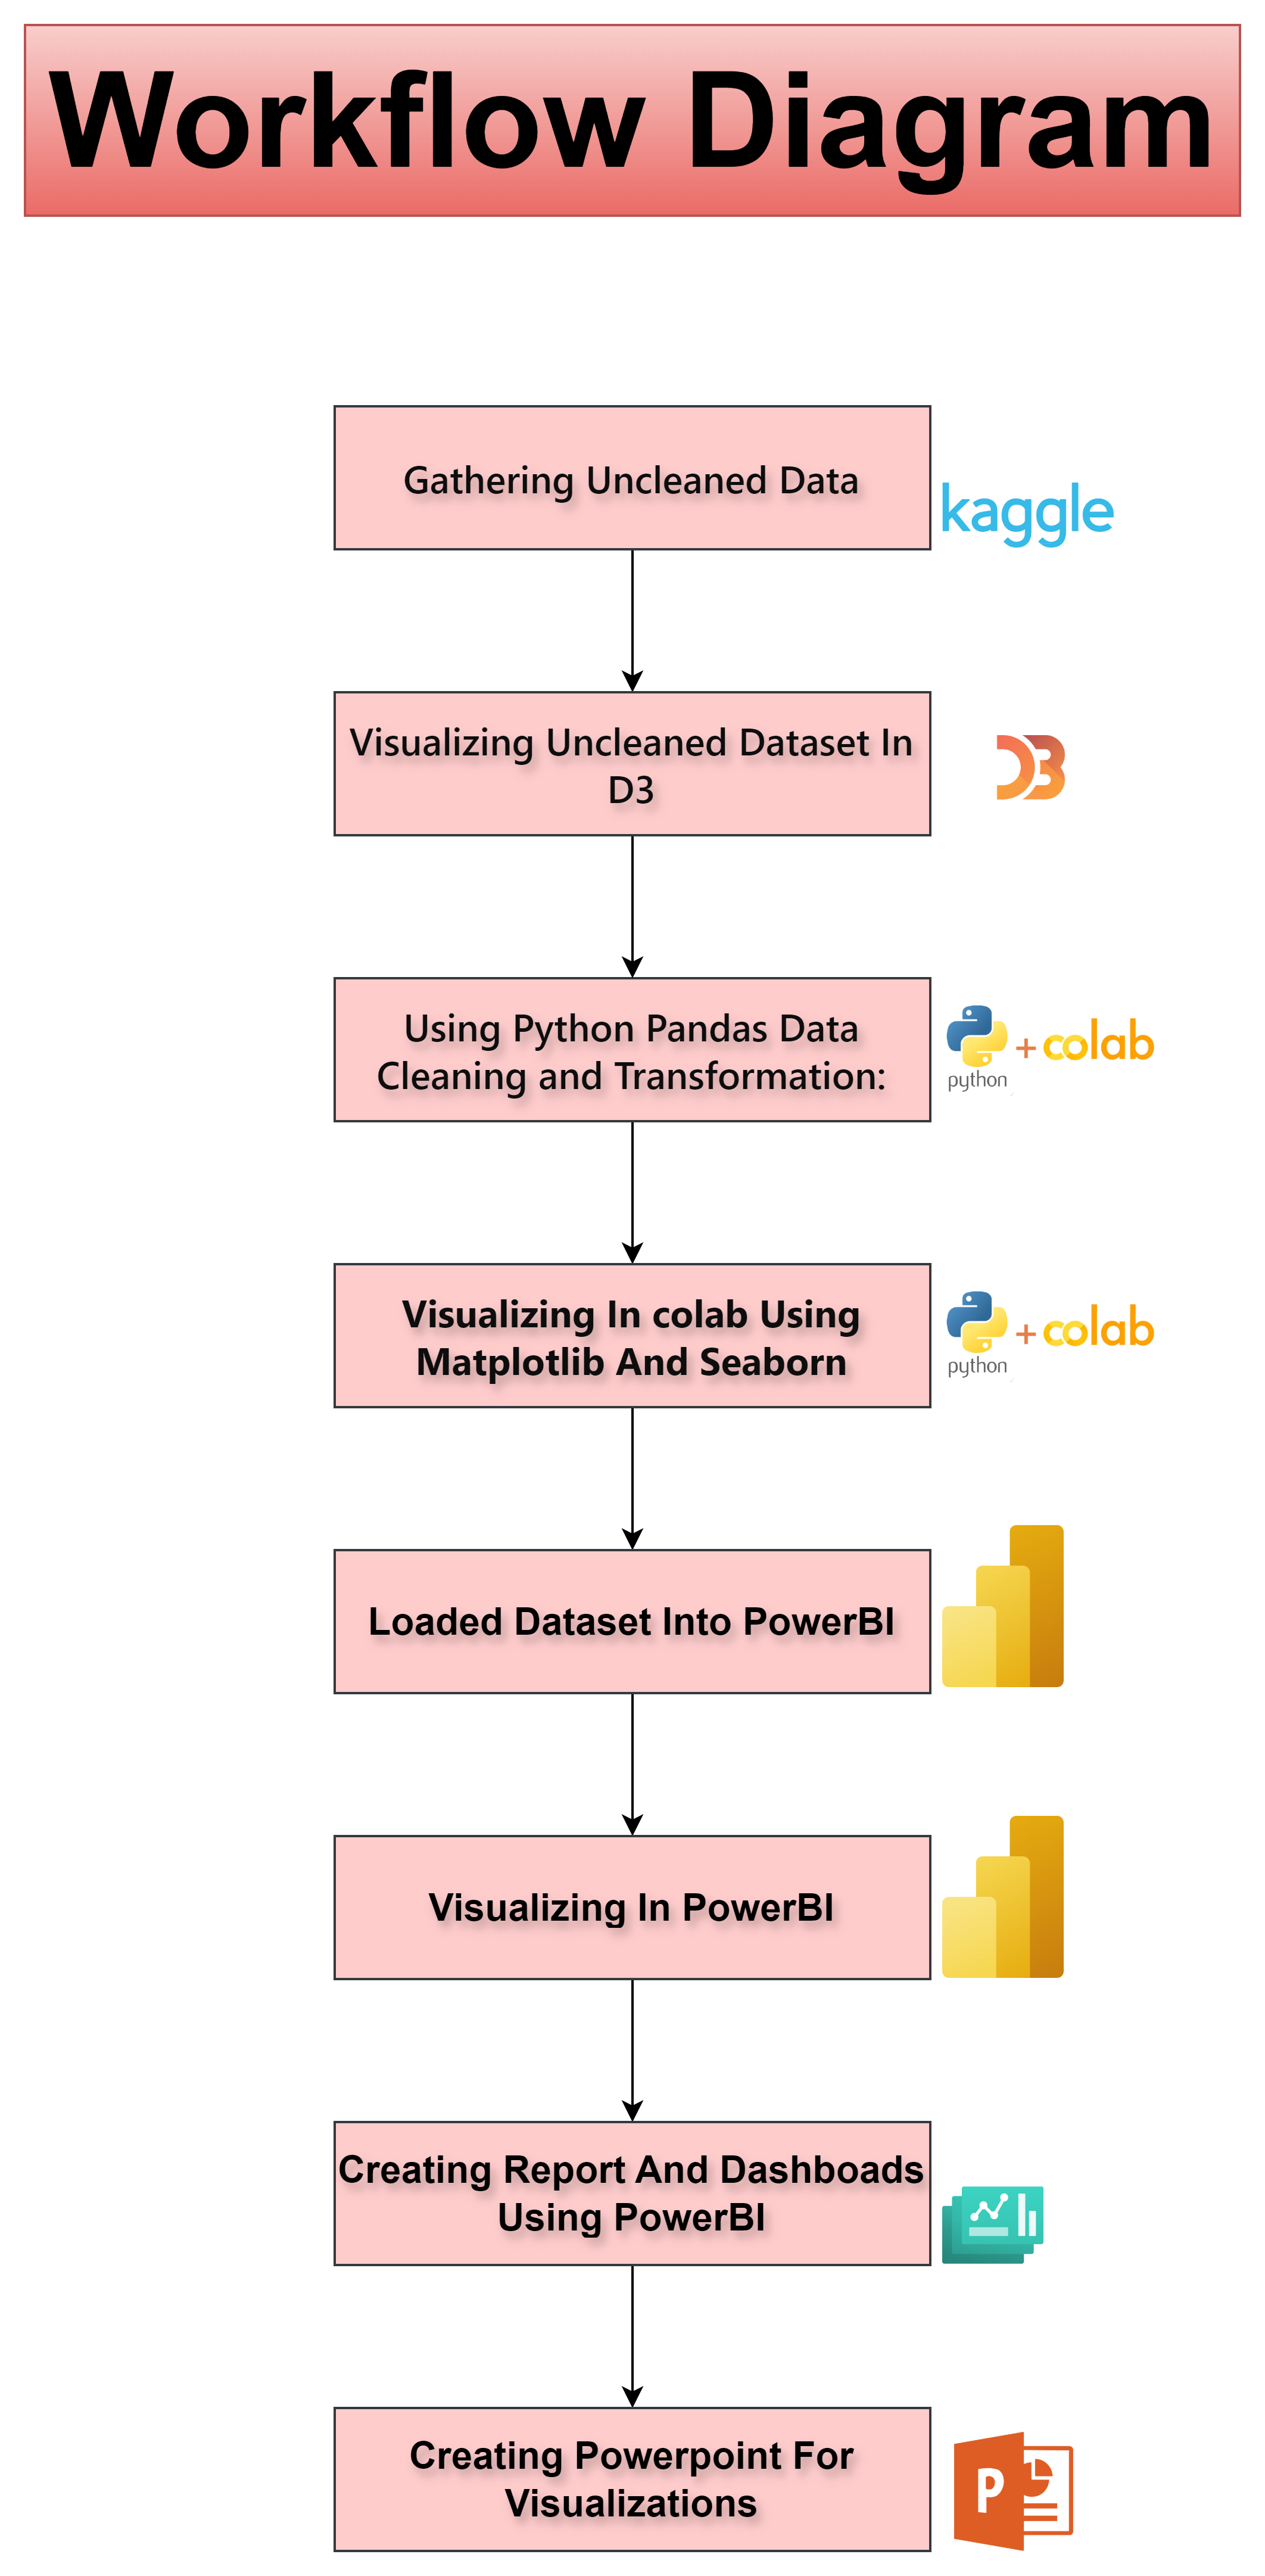 Workflow Diagram
Gathering Uncleaned Data
kaggle
Visualizing Uncleaned Dataset In
D3
D3
Using Python Pandas Data
Cleaning and Transformation:
python
+ colab
Visualizing In colab Using
Matplotlib And Seaborn
python
+ colab
Loaded Dataset Into PowerBI
Visualizing In PowerBI
Creating Report And Dashboads
Using PowerBI
Creating Powerpoint For
Visualizations
P